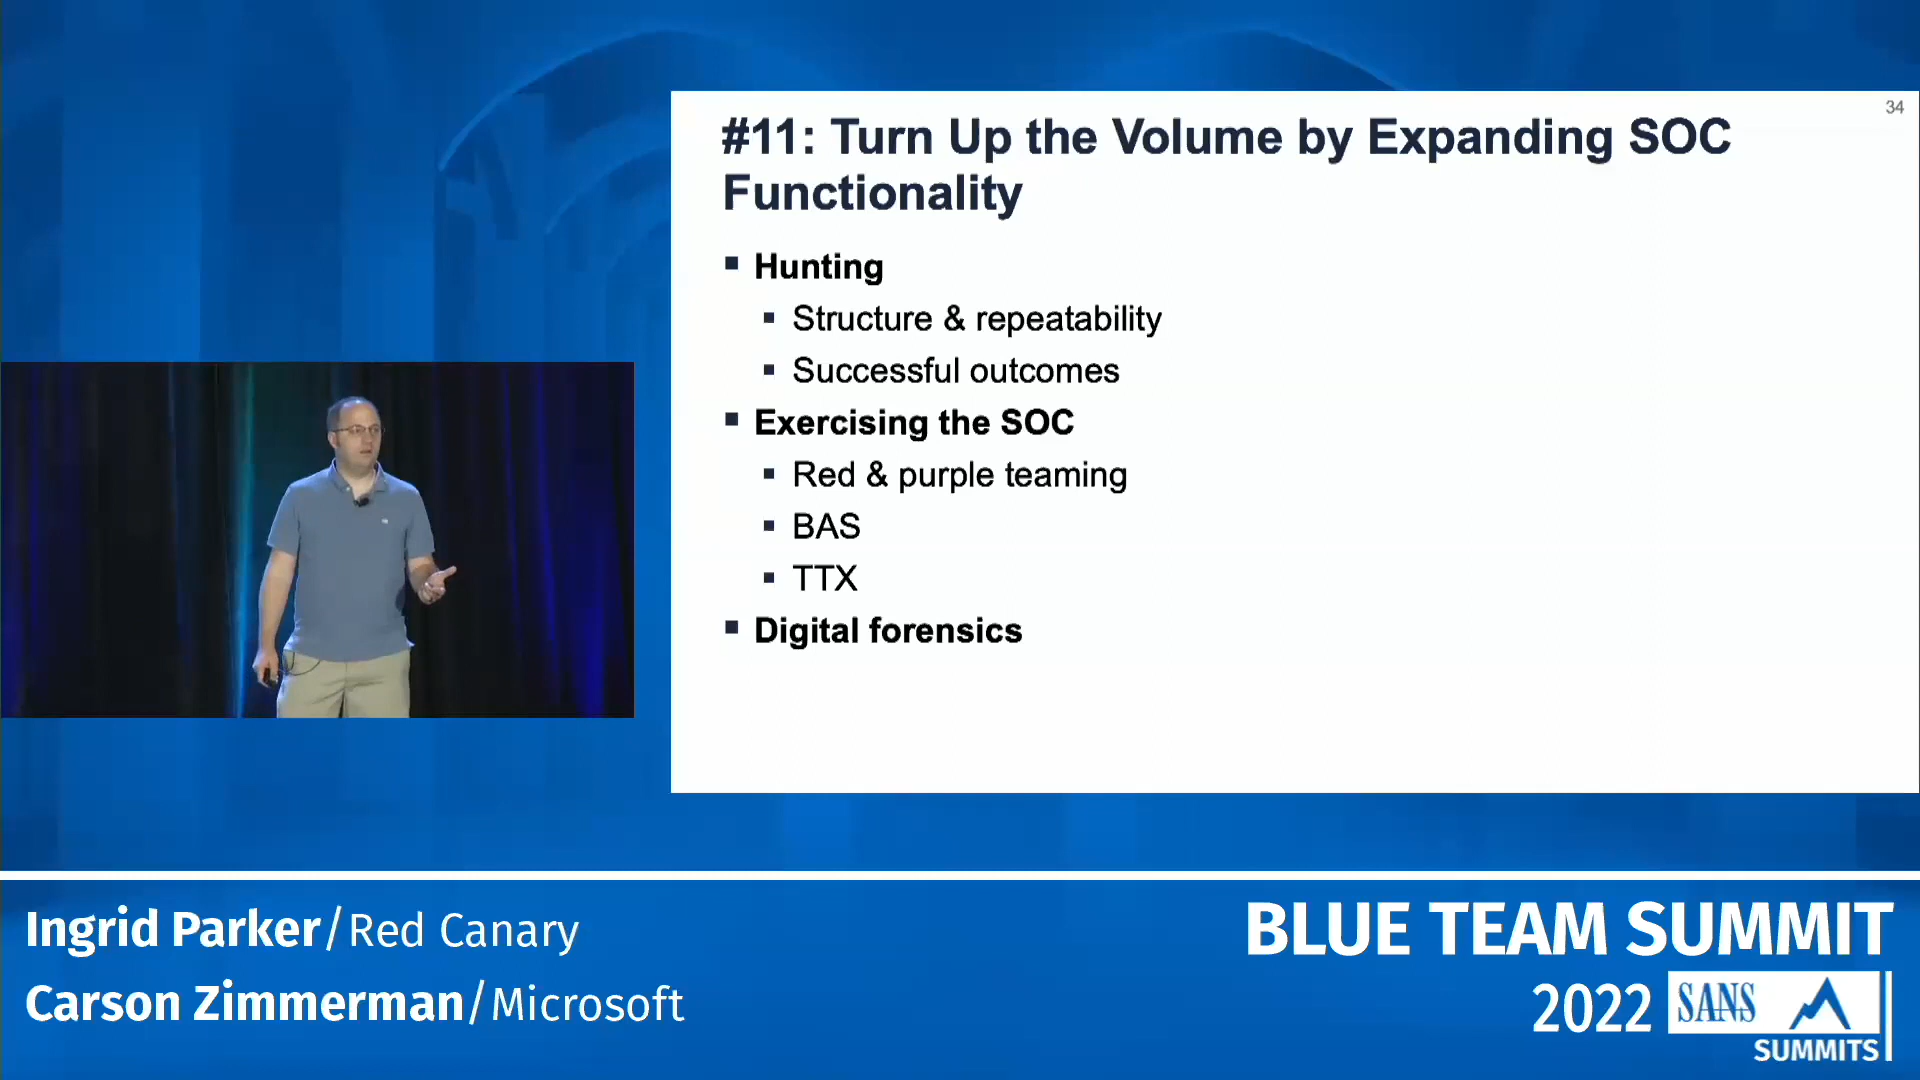 34
#11: Turn Up the Volume by Expanding SOC
Functionality
▪ Hunting
▪ Structure & repeatability
▪ Successful outcomes
▪ Exercising the SOC
▪ Red & purple teaming
▪ BAS
▪ TTX
▪ Digital forensics
Ingrid Parker/Red Canary
Carson Zimmerman/Microsoft
BLUE TEAM SUMMIT
2022 SANS
SUMMITS